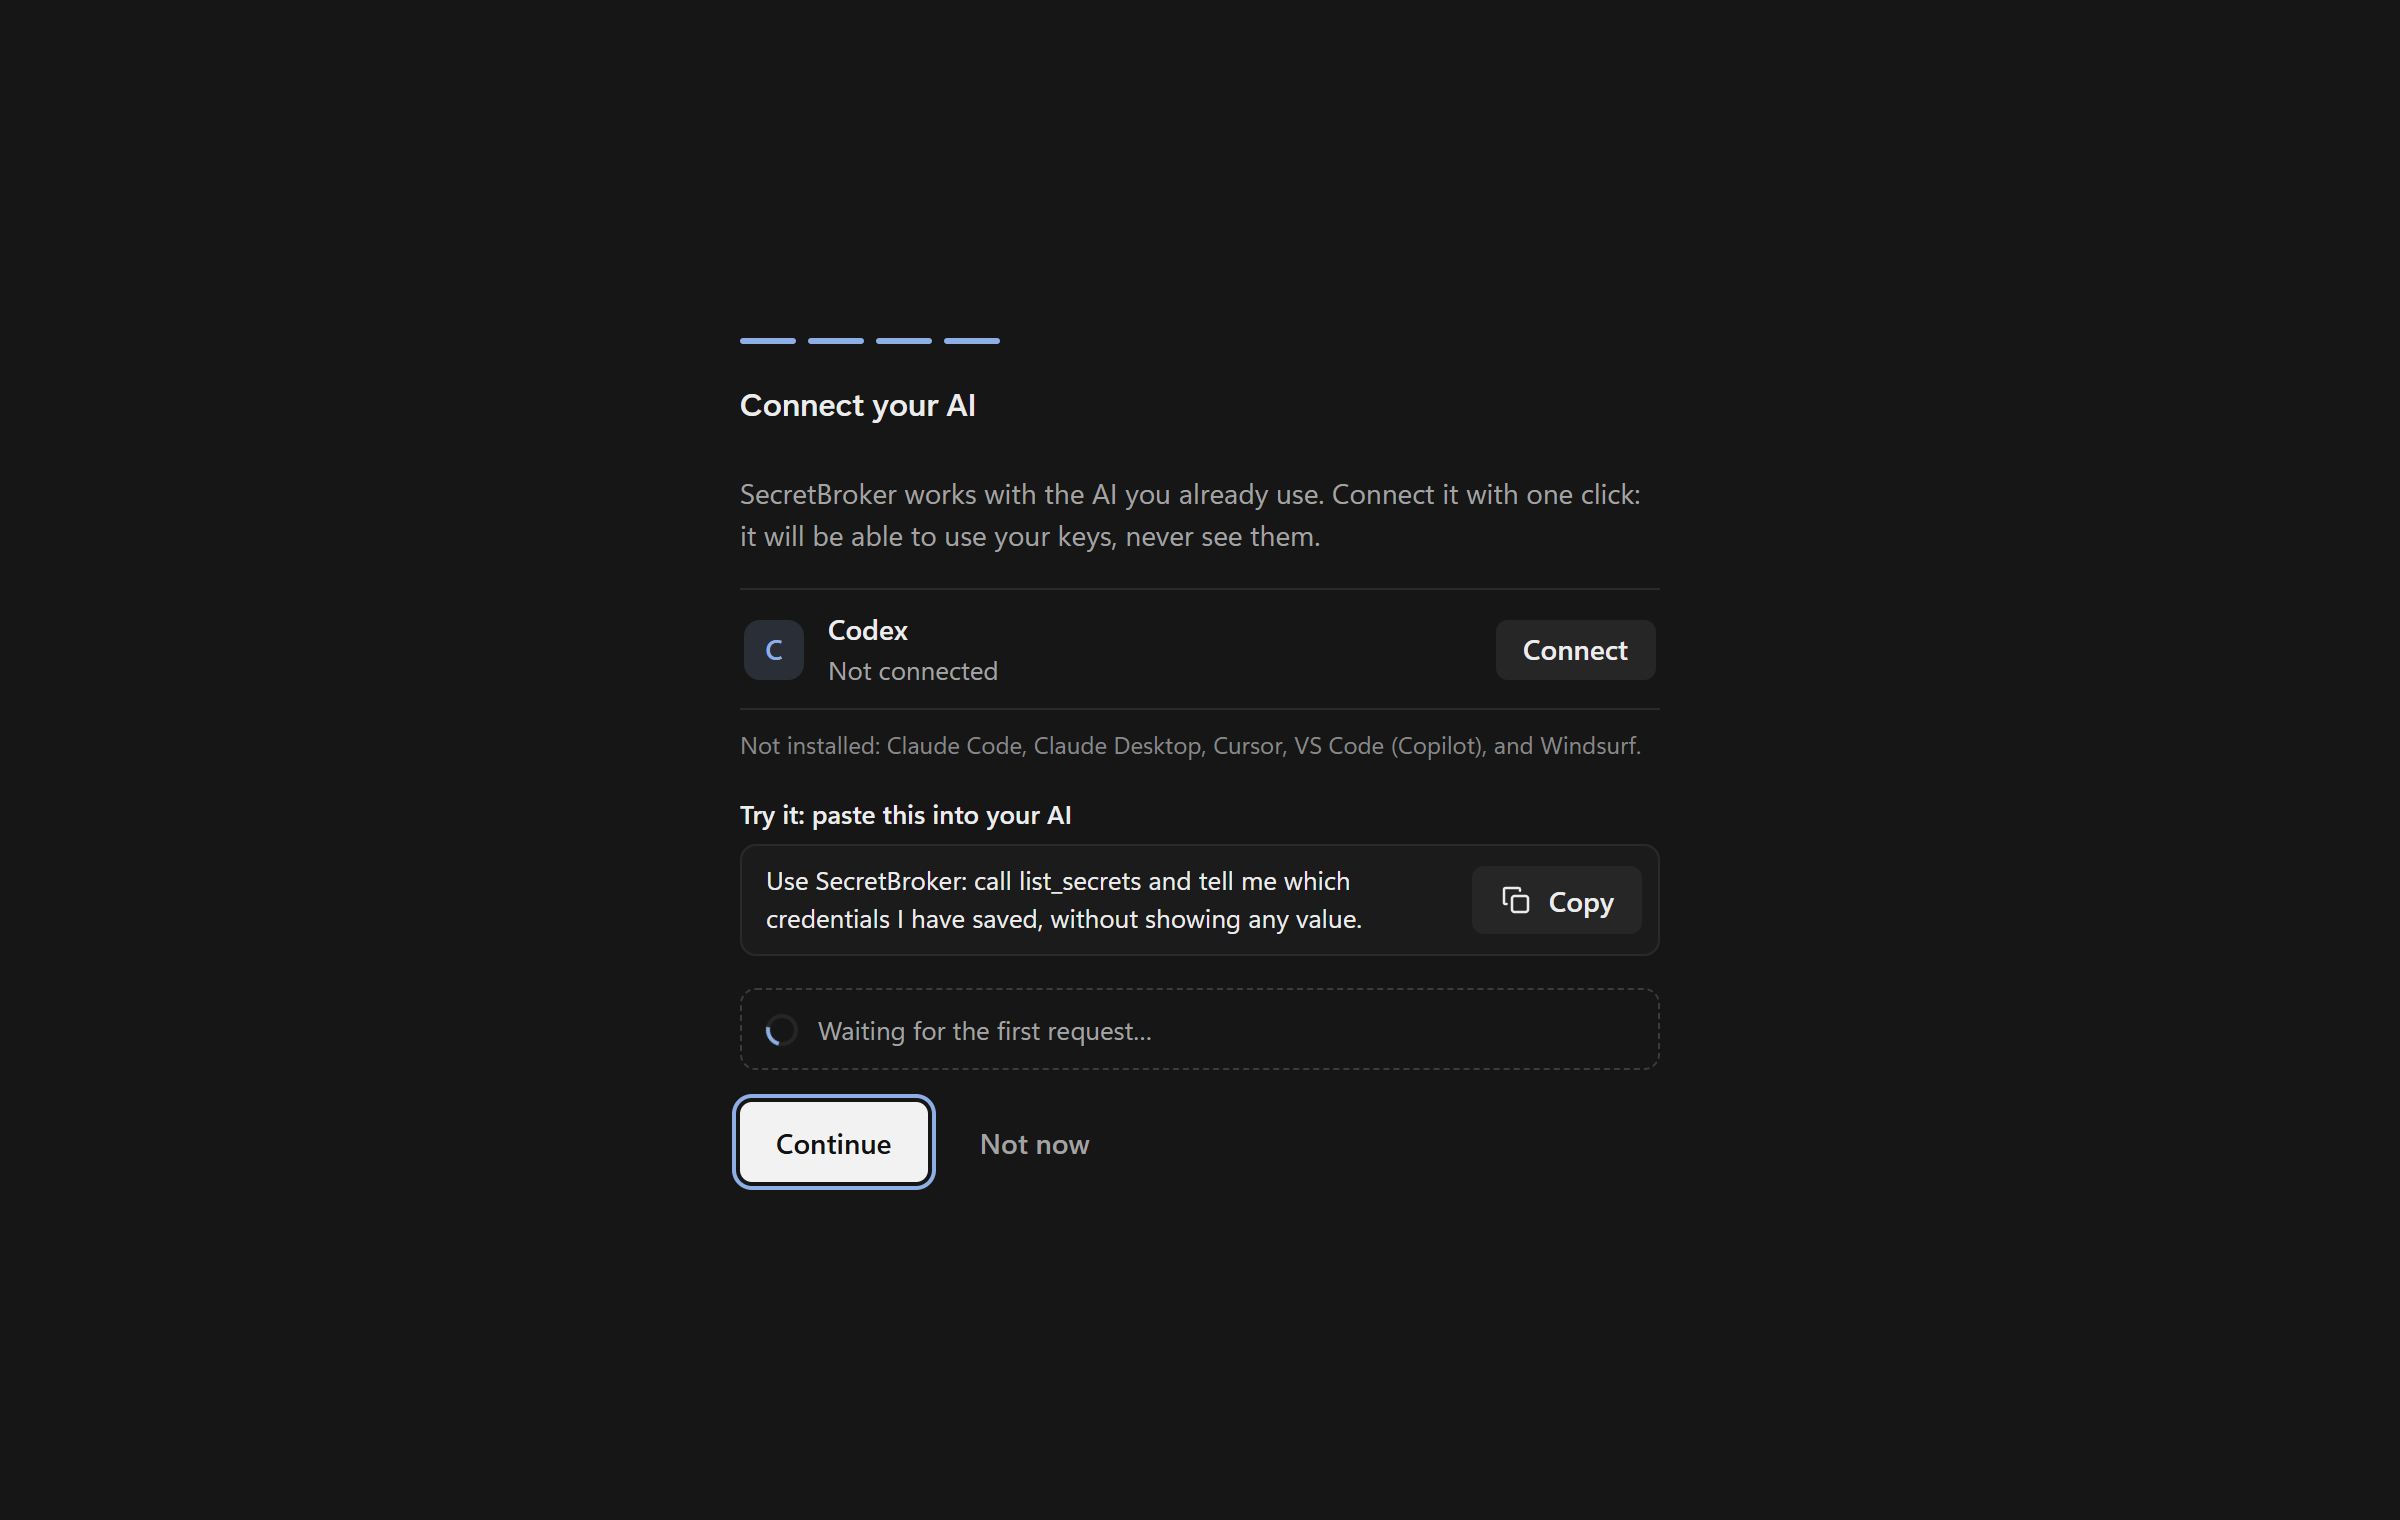 Connect your AI
SecretBroker works with the AI you already use. Connect it with one click:
it will be able to use your keys, never see them.
C
Codex
Not connected
Connect
Not installed: Claude Code, Claude Desktop, Cursor, VS Code (Copilot), and Windsurf.
Try it: paste this into your AI
Use SecretBroker: call list_secrets and tell me which
credentials I have saved, without showing any value.
Copy
Waiting for the first request...
Continue
Not now